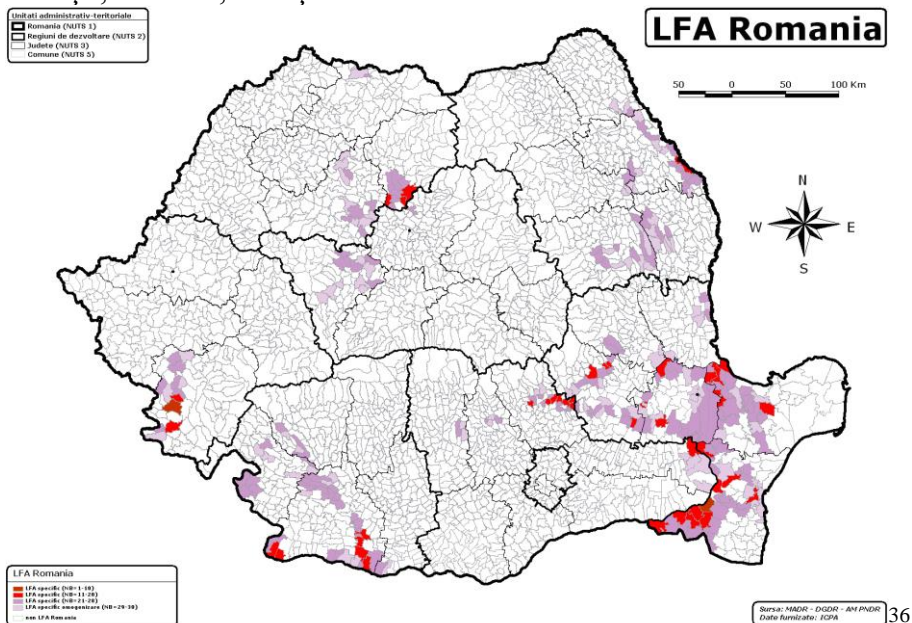 Unitati administrativ-teritoriale
Romania (NUTS 1)
Regiuni de dezvoltare (NUTS 2)
Judete (NUTS 3)
Comune (NUTS 5)
LFA Romania
50 0 50 100 Km
N
W E
S
LFA Romania
LFA specific (NB=1-10)
LFA specific (NB=11-20)
LFA specific (NB=21-28)
LFA specific omogenizare (NB=29-30)
non LFA Romania
Sursa: MADR - DGDR - AM PNDR
Date furnizate: ICPA
36